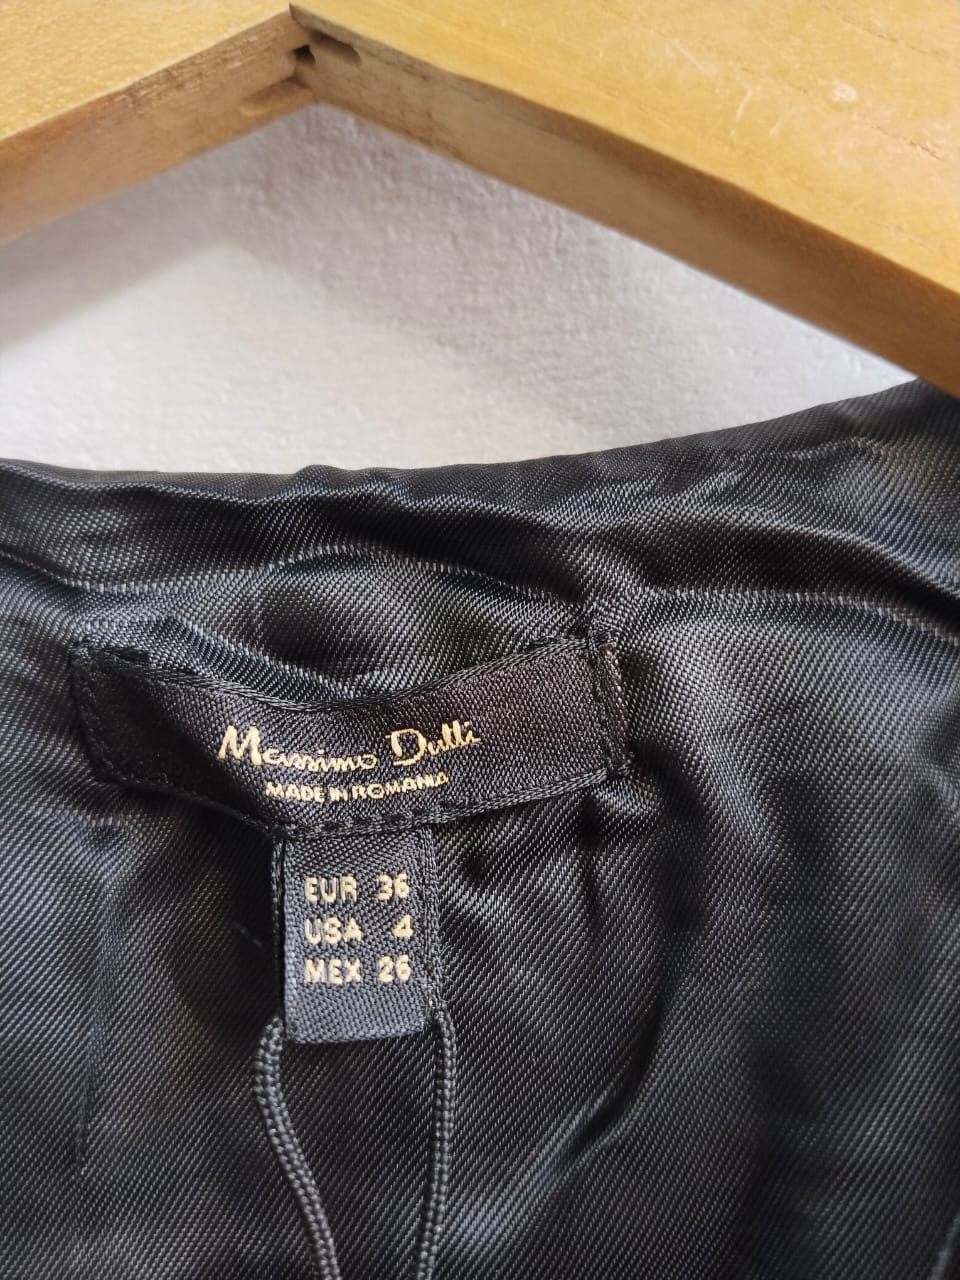 Massimo Dutti
MADE IN ROMANIA
EUR 36
USA 4
MEX 26